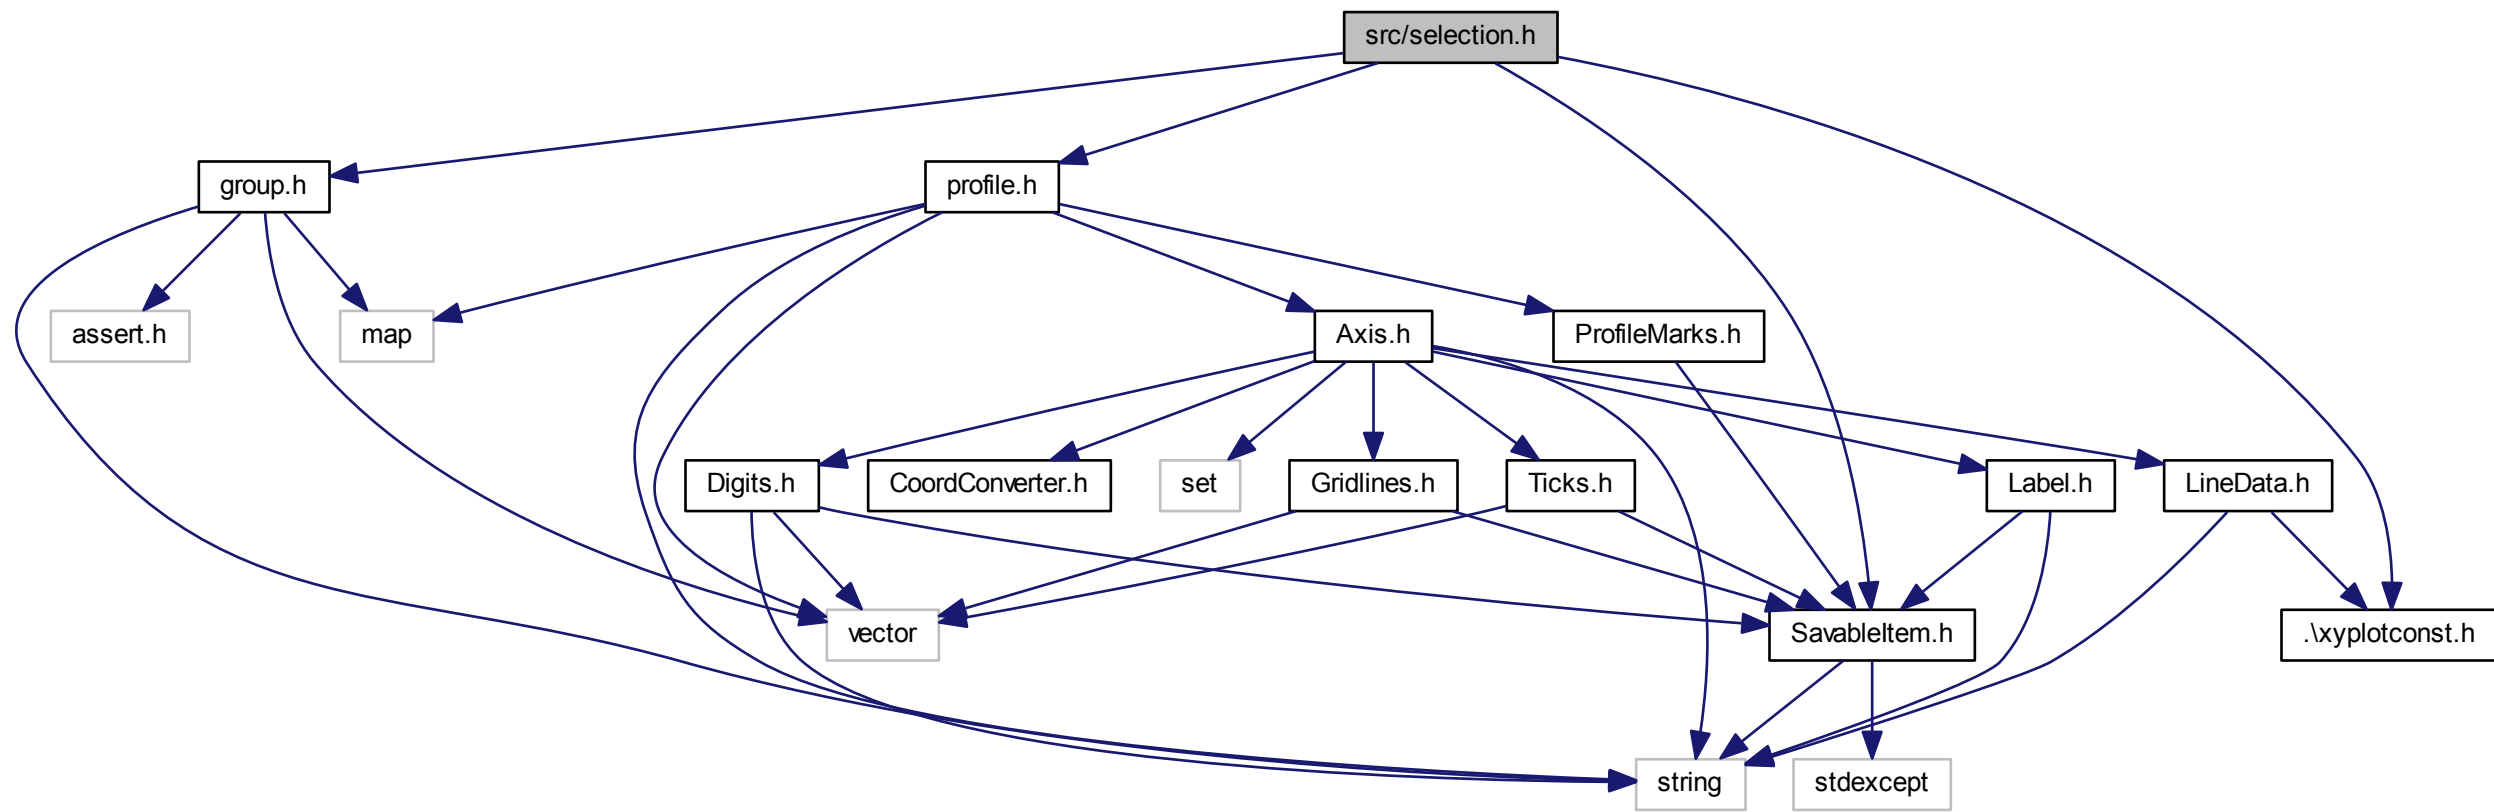 src/selection.h
group.h
profile.h
assert.h
map
Axis.h
ProfileMarks.h
Digits.h
CoordConverter.h
set
Gridlines.h
Ticks.h
Label.h
LineData.h
vector
SavableItem.h
.\xyplotconst.h
string
stdexcept